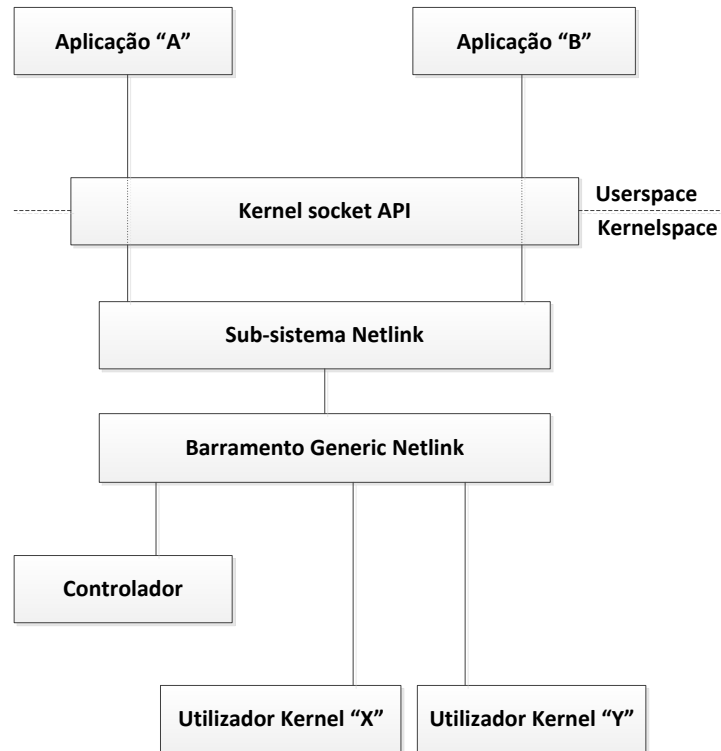 Aplicação “A”
Aplicação “B”
Kernel socket API
Userspace
Kernelspace
Sub-sistema Netlink
Barramento Generic Netlink
Controlador
Utilizador Kernel “X”
Utilizador Kernel “Y”